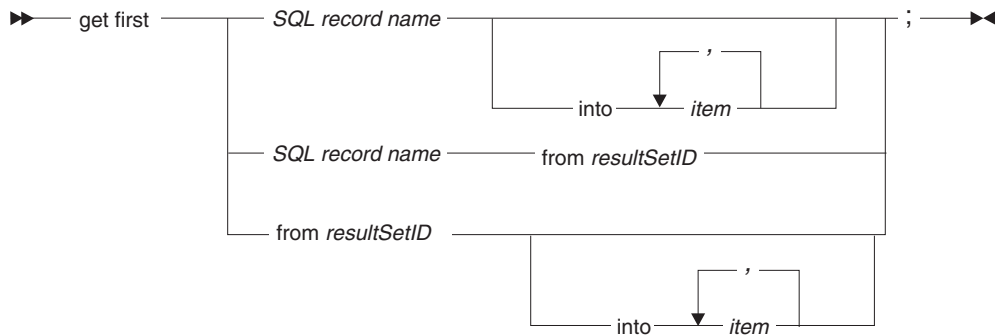 get first SQL record name ;
,
into item
SQL record name from resultSetID
from resultSetID
,
into item